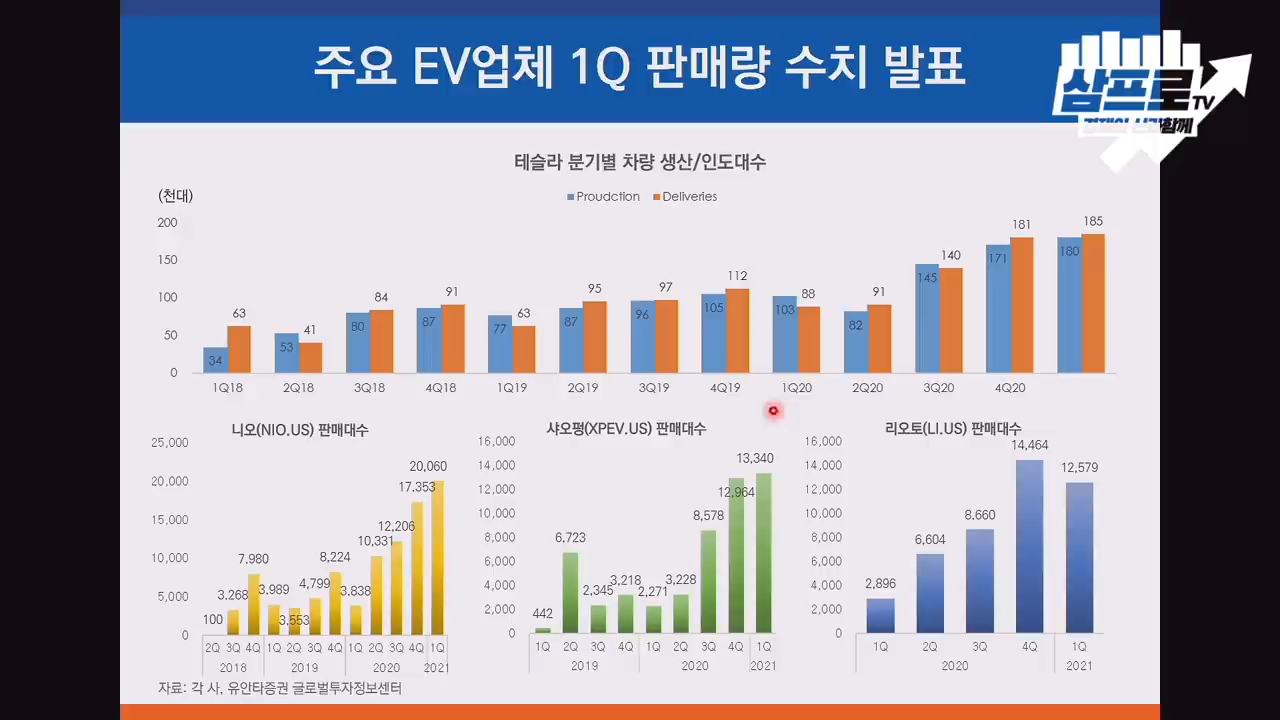 주요 EV업체 1Q 판매량 수치 발표
삼프로TV
경제의 신과함께
테슬라 분기별 차량 생산/인도대수
(천대)
Proudction Deliveries
200
150
100
50
0
34 63 53 41 80 84 87 91 77 63 87 95 96 97 105 112 103 88 82 91 145 140 171 181 180 185
1Q18 2Q18 3Q18 4Q18 1Q19 2Q19 3Q19 4Q19 1Q20 2Q20 3Q20 4Q20
니오(NIO.US) 판매대수
25,000
20,000
15,000
10,000
5,000
0
100 3,268 7,980 3,989 3,553 4,799 8,224 3,838 10,331 12,206 17,353 20,060
2Q 3Q 4Q 1Q 2Q 3Q 4Q 1Q 2Q 3Q 4Q 1Q
2018 2019 2020 2021
샤오펑(XPEV.US) 판매대수
16,000
14,000
12,000
10,000
8,000
6,000
4,000
2,000
0
442 6,723 2,345 3,218 2,271 3,228 8,578 12,964 13,340
1Q 2Q 3Q 4Q 1Q 2Q 3Q 4Q 1Q
2019 2020 2021
리오토(LI.US) 판매대수
16,000
14,000
12,000
10,000
8,000
6,000
4,000
2,000
0
2,896 6,604 8,660 14,464 12,579
1Q 2Q 3Q 4Q 1Q
2020 2021
자료: 각 사, 유안타증권 글로벌투자정보센터